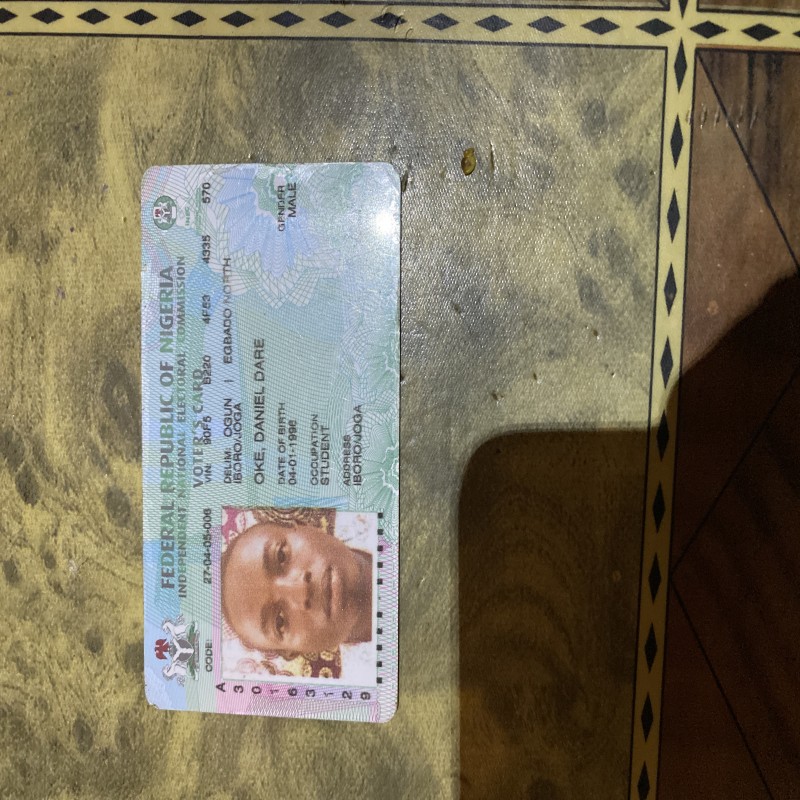 FEDERAL REPUBLIC OF NIGERIA
INDEPENDENT NATIONAL ELECTORAL COMMISSION
VOTER'S CARD
CODE: 27-04-05-006 VIN: 90F5 B220 4F53 4335 570
DELIM: OGUN | EGBADO NORTH
IBORO/JOGA
OKE, DANIEL DARE
DATE OF BIRTH
04-01-1996
GENDER
MALE
OCCUPATION
STUDENT
ADDRESS
IBORO/JOGA
A
3
0
1
6
3
1
2
9